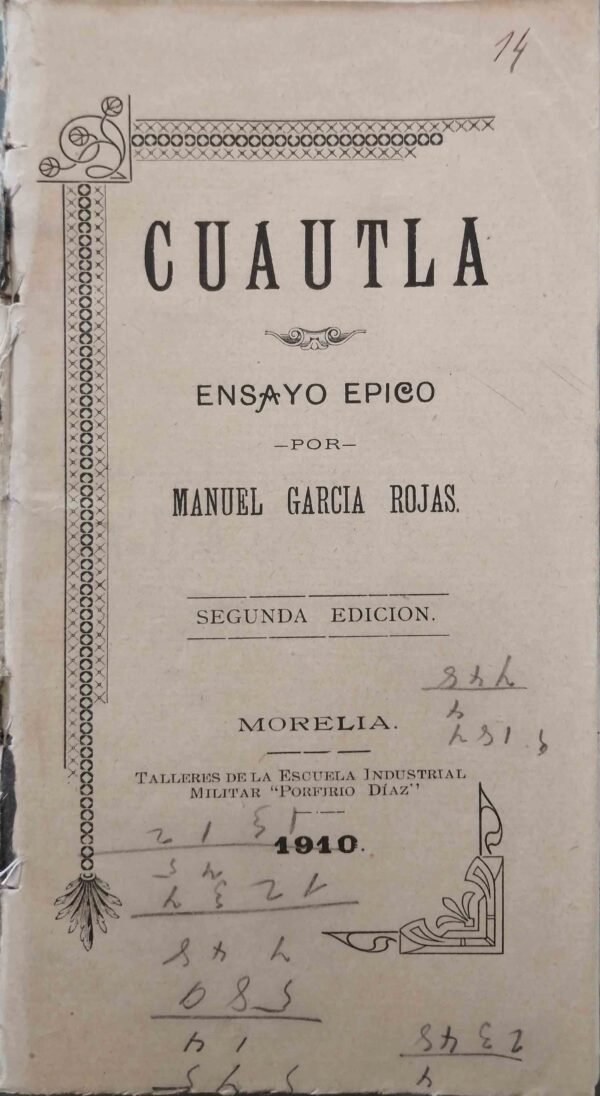 14
CUAUTLA
ENSAYO EPICO
—POR—
MANUEL GARCIA ROJAS.
SEGUNDA EDICION.
MORELIA.
TALLERES DE LA ESCUELA INDUSTRIAL
MILITAR "PORFIRIO DÍAZ"
1910.